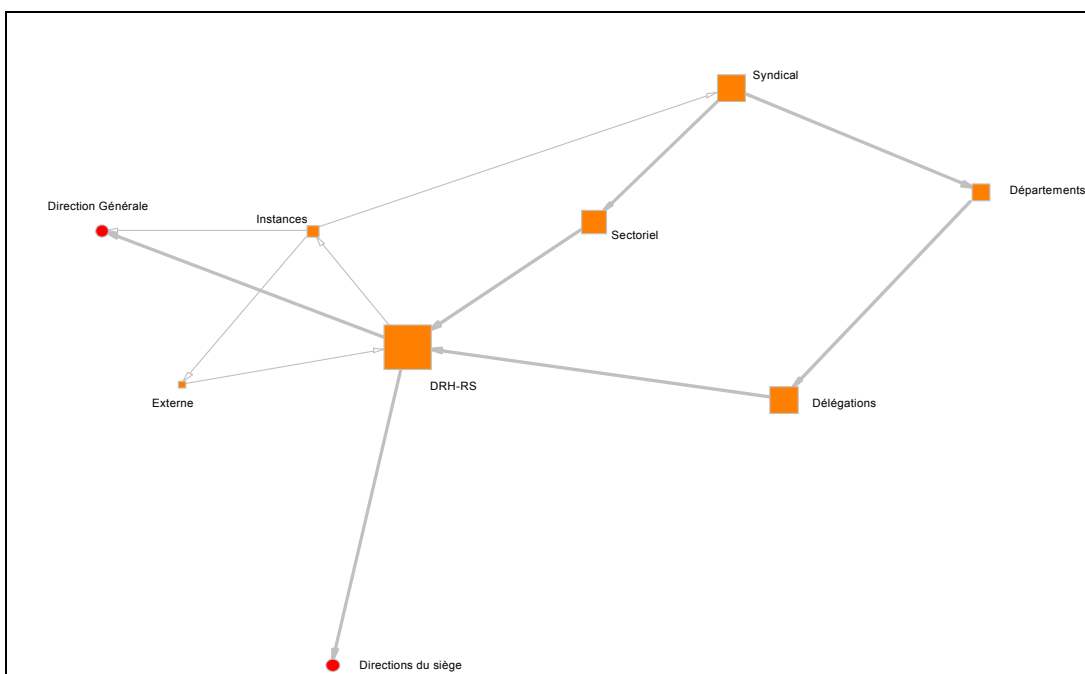 Syndical
Départements
Direction Générale
Instances
Sectoriel
DRH-RS
Externe
Délégations
Directions du siège